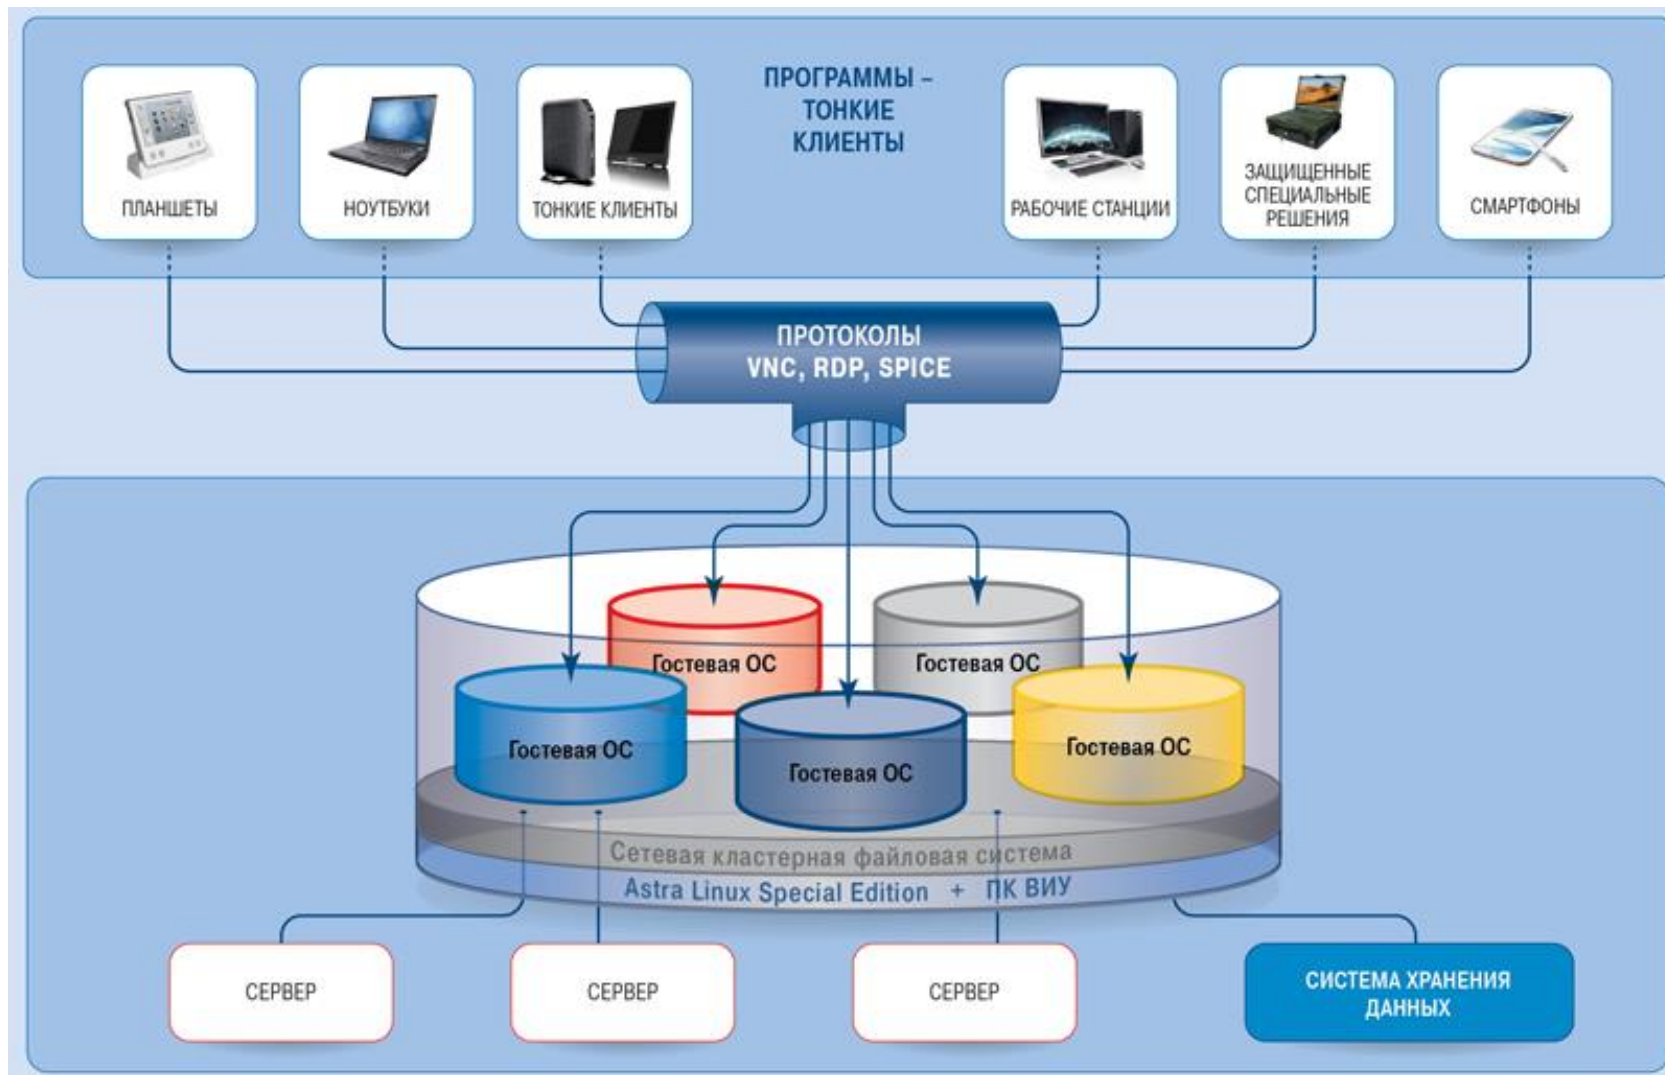 ПРОГРАММЫ –
ТОНКИЕ
КЛИЕНТЫ
ПЛАНШЕТЫ
НОУТБУКИ
ТОНКИЕ КЛИЕНТЫ
РАБОЧИЕ СТАНЦИИ
ЗАЩИЩЕННЫЕ
СПЕЦИАЛЬНЫЕ
РЕШЕНИЯ
СМАРТФОНЫ
ПРОТОКОЛЫ
VNC, RDP, SPICE
Гостевая ОС
Гостевая ОС
Гостевая ОС
Гостевая ОС
Гостевая ОС
Сетевая кластерная файловая система
Astra Linux Special Edition + ПК ВИУ
СЕРВЕР
СЕРВЕР
СЕРВЕР
СИСТЕМА ХРАНЕНИЯ
ДАННЫХ